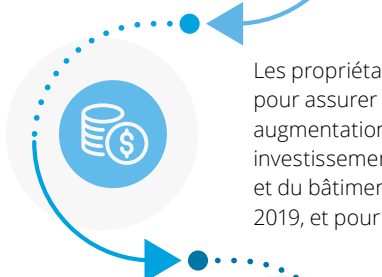 Les propriéta
pour assurer
augmentation
investissemen
et du bâtimen
2019, et pour
$